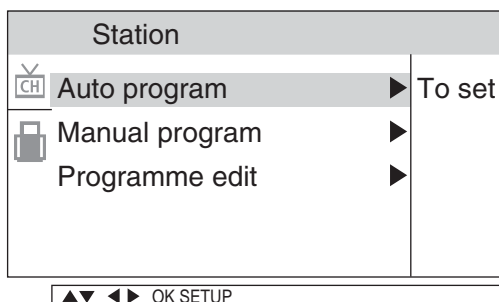 Station
CH
Auto program ▶ To set
Manual program ▶
Programme edit ▶
▲▼ ◀ ▶ OK SETUP